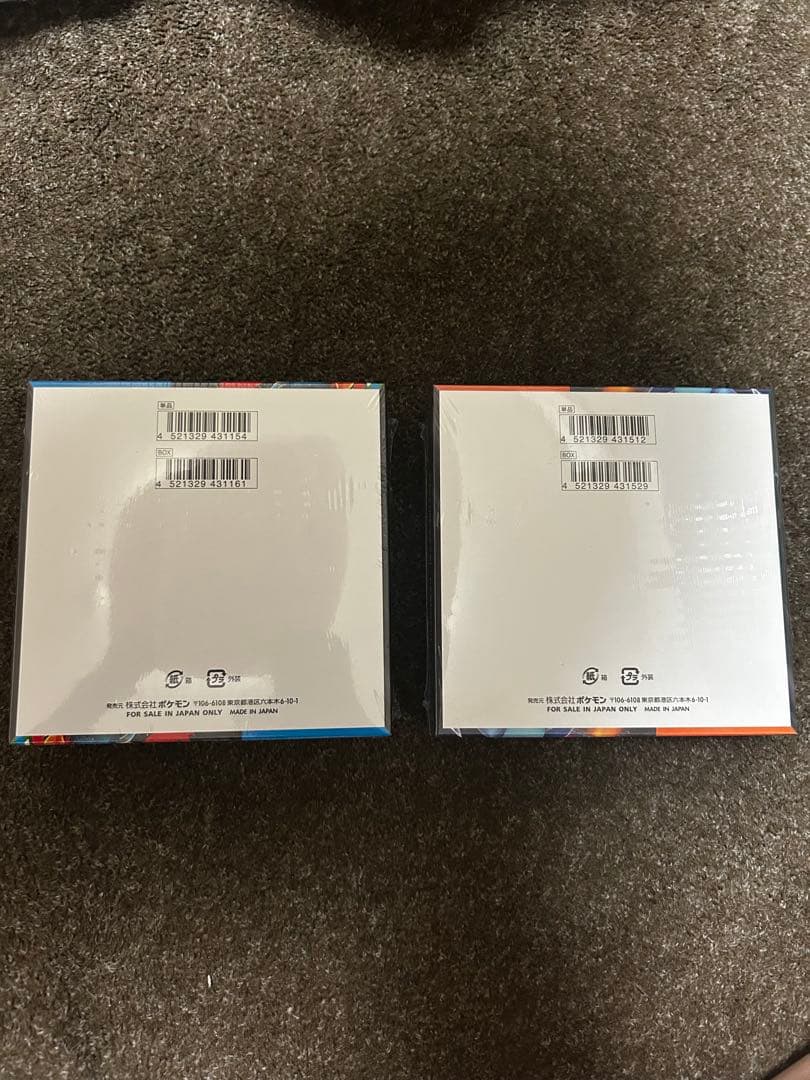 単品
4 521329 431154
BOX
4 521329 431161
紙 箱
プラ 外装
発売元 株式会社ポケモン 〒106-6108 東京都港区六本木6-10-1
FOR SALE IN JAPAN ONLY MADE IN JAPAN
単品
4 521329 431512
BOX
4 521329 431529
紙 箱
プラ 外装
発売元 株式会社ポケモン 〒106-6108 東京都港区六本木6-10-1
FOR SALE IN JAPAN ONLY MADE IN JAPAN